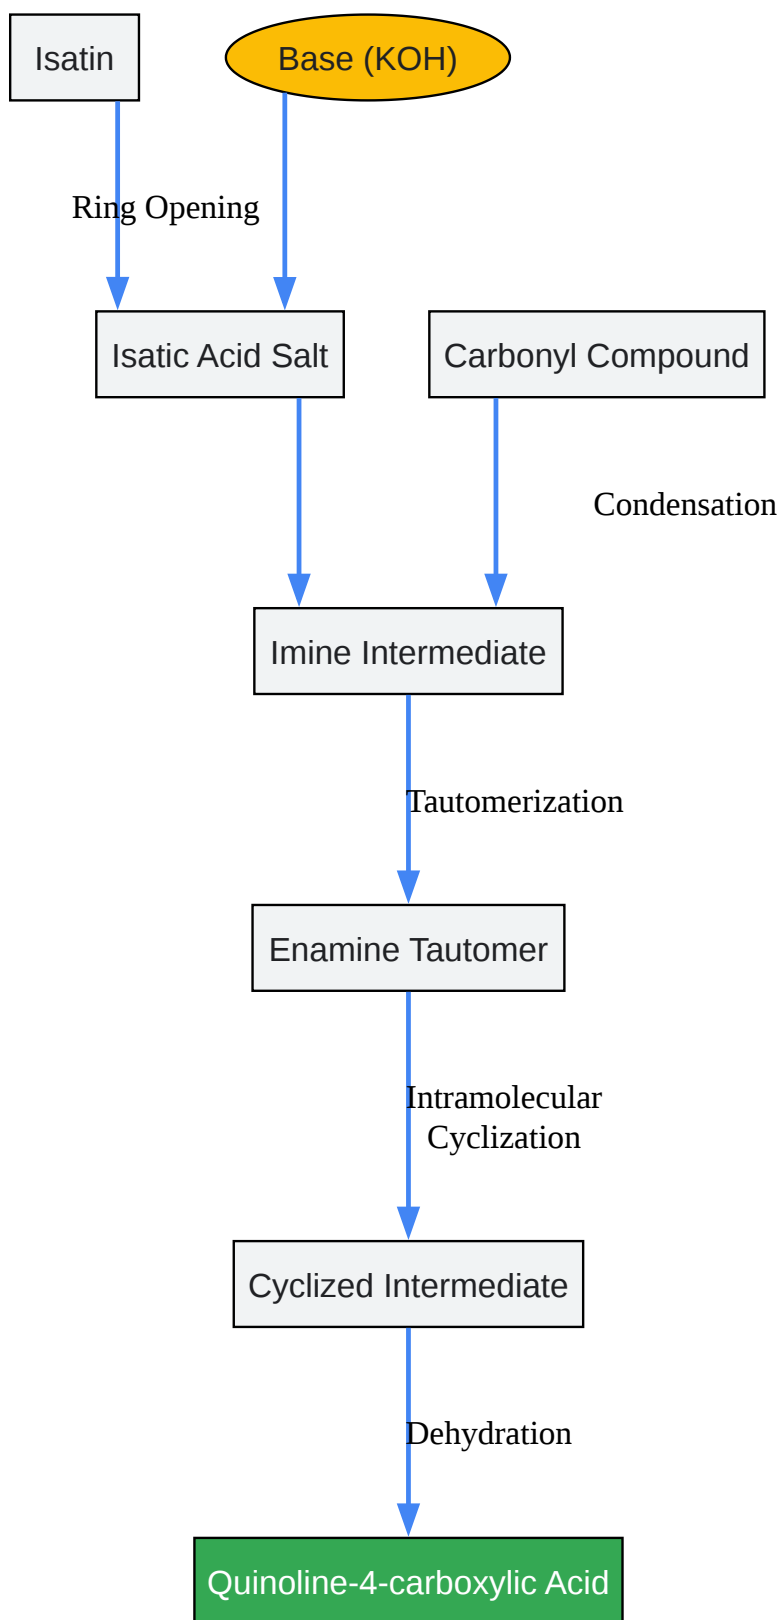 Isatin
Base (KOH)
Ring Opening
Isatic Acid Salt
Carbonyl Compound
Condensation
Imine Intermediate
Tautomerization
Enamine Tautomer
Intramolecular
Cyclization
Cyclized Intermediate
Dehydration
Quinoline-4-carboxylic Acid